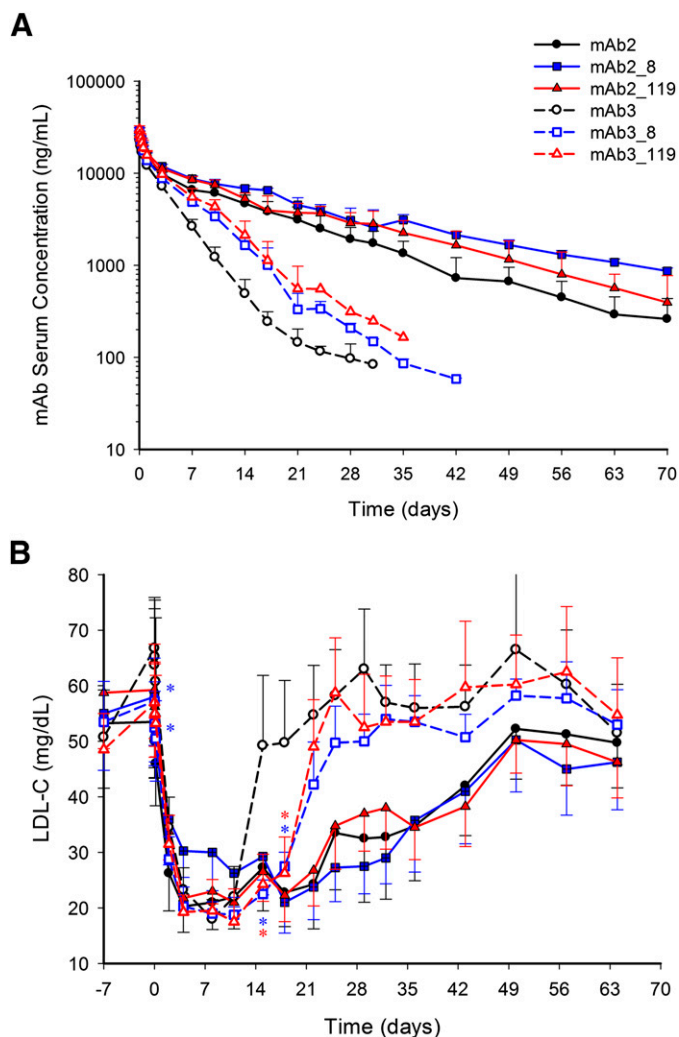 A
mAb2
mAb2_8
mAb2_119
mAb3
mAb3_8
mAb3_119
mAb Serum Concentration (ng/mL)
100000
10000
1000
100
10
0 7 14 21 28 35 42 49 56 63 70
Time (days)
B
LDL-C (mg/dL)
80
70
60
50
40
30
20
10
* 
*
* 
*
*
*
-7 0 7 14 21 28 35 42 49 56 63 70
Time (days)